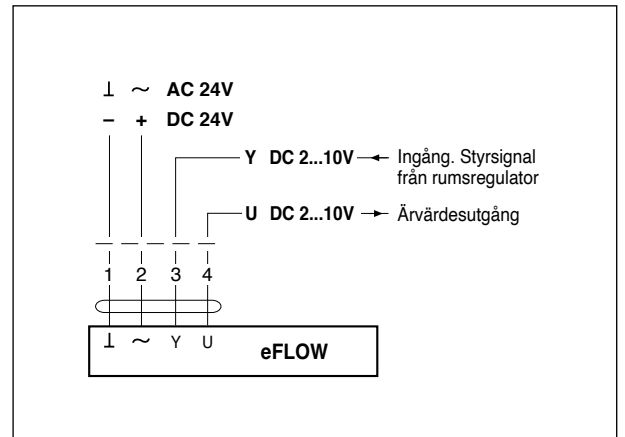 ⊥ ~ AC 24V
– + DC 24V
Y DC 2...10V Ingång. Styrsignal
från rumsregulator
U DC 2...10V Ärvärdesutgång
1 2 3 4
⊥ ~ Y U
eFLOW